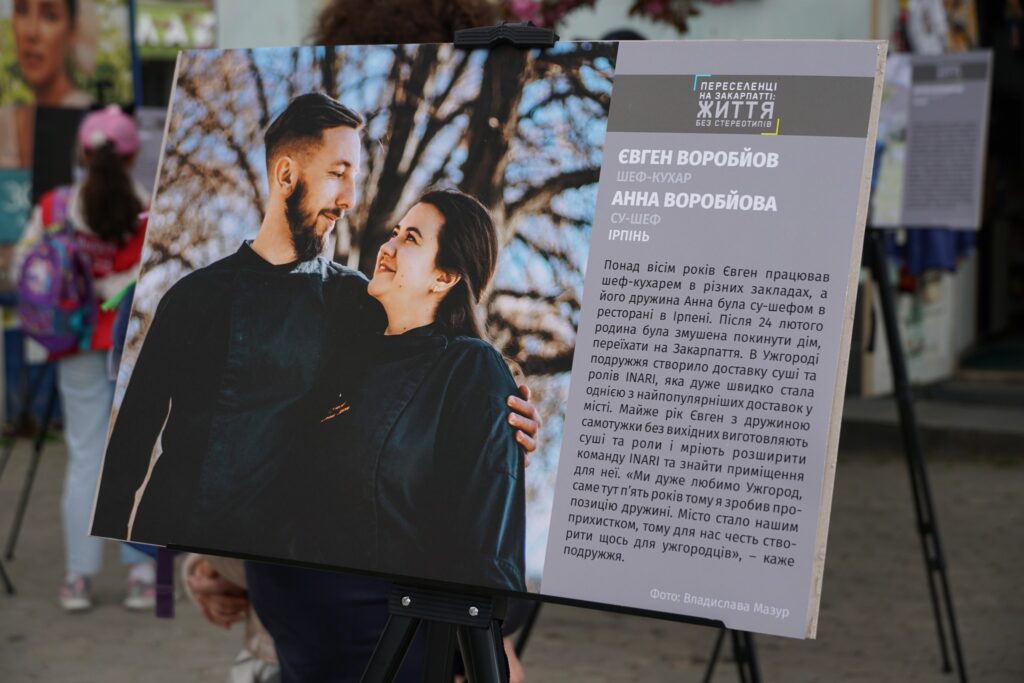 ПЕРЕСЕЛЕНЦІ
НА ЗАКАРПАТТІ:
ЖИТТЯ
БЕЗ СТЕРЕОТИПІВ
ЄВГЕН ВОРОБЙОВ
ШЕФ-КУХАР
АННА ВОРОБЙОВА
СУ-ШЕФ
ІРПІНЬ
Понад вісім років Євген працював
шеф-кухарем в різних закладах, а
його дружина Анна була су-шефом в
ресторані в Ірпені. Після 24 лютого
родина була змушена покинути дім,
переїхати на Закарпаття. В Ужгороді
подружжя створило доставку суші та
ролів INARI, яка дуже швидко стала
однією з найпопулярніших доставок у
місті. Майже рік Євген з дружиною
самотужки без вихідних виготовляють
суші та роли і мріють розширити
команду INARI та знайти приміщення
для неї. «Ми дуже любимо Ужгород,
саме тут п’ять років тому я зробив про-
позицію дружині. Місто стало нашим
прихистком, тому для нас честь ство-
рити щось для ужгородців», – каже
подружжя.
Фото: Владислава Мазур